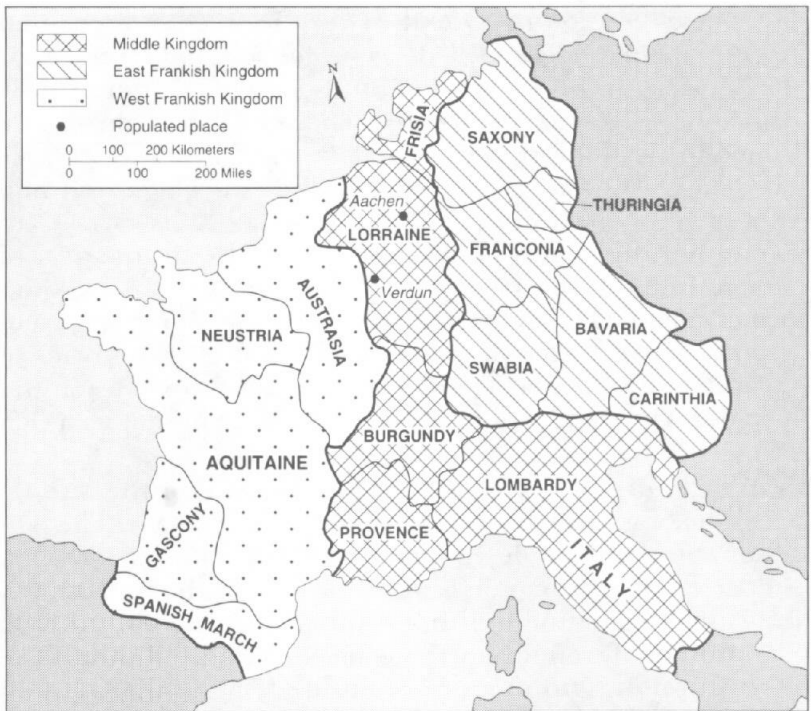 Middle Kingdom
East Frankish Kingdom
West Frankish Kingdom
Populated place
0 100 200 Kilometers
0 100 200 Miles
N
FRISIA
SAXONY
THURINGIA
Aachen
LORRAINE
FRANCONIA
Verdun
AUSTRASIA
NEUSTRIA
BAVARIA
SWABIA
CARINTHIA
BURGUNDY
AQUITAINE
LOMBARDY
PROVENCE
GASCONY
ITALY
SPANISH MARCH